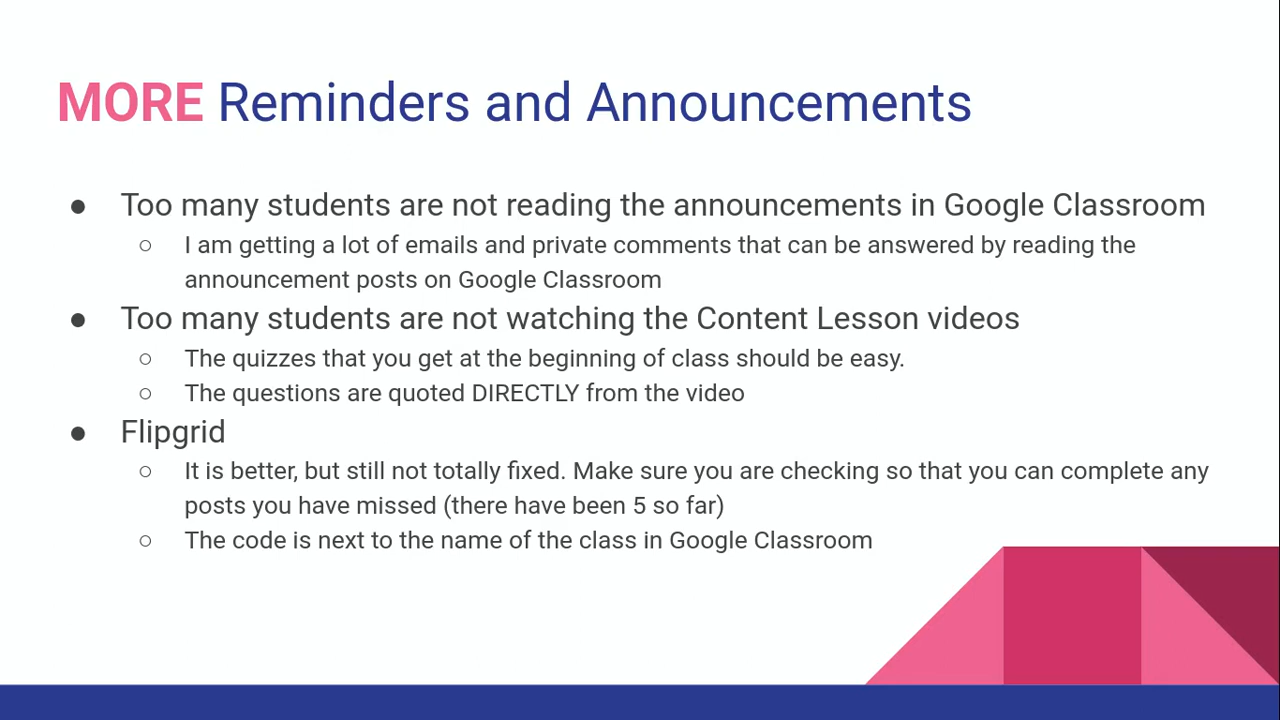 MORE Reminders and Announcements
● Too many students are not reading the announcements in Google Classroom
○ I am getting a lot of emails and private comments that can be answered by reading the
announcement posts on Google Classroom
● Too many students are not watching the Content Lesson videos
○ The quizzes that you get at the beginning of class should be easy.
○ The questions are quoted DIRECTLY from the video
● Flipgrid
○ It is better, but still not totally fixed. Make sure you are checking so that you can complete any
posts you have missed (there have been 5 so far)
○ The code is next to the name of the class in Google Classroom